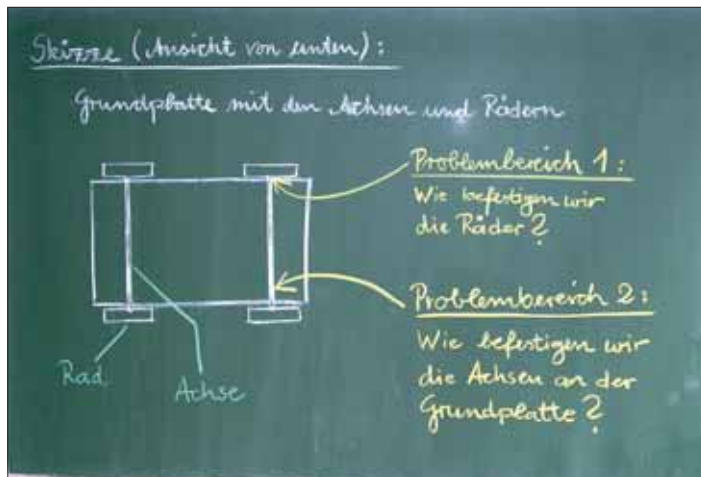 Skizze (Ansicht von unten):
Grundplatte mit den Achsen und Rädern
Problembereich 1:
Wie befestigen wir
die Räder?
Problembereich 2:
Wie befestigen wir
die Achsen an der
Grundplatte?
Rad
Achse